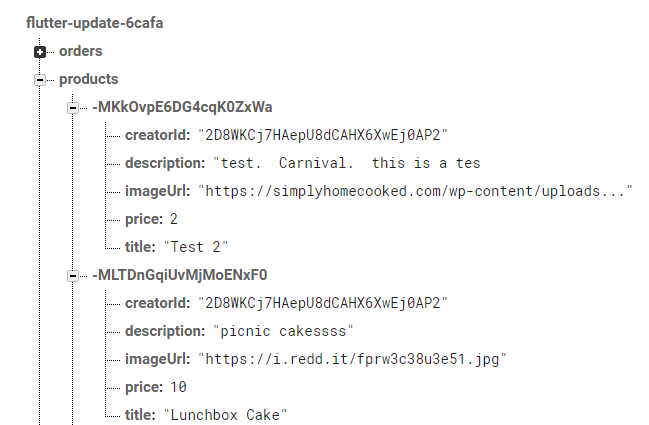 flutter-update-6cafa
orders
products
-MKkOvpE6DG4cqK0ZxWa
creatorId: "2D8WKCj7HAepU8dCAHX6XwEj0AP2"
description: "test.  Carnival.  this is a tes
imageUrl: "https://simplyhomecooked.com/wp-content/uploads..."
price: 2
title: "Test 2"
-MLTDnGqiUvMjMoENxF0
creatorId: "2D8WKCj7HAepU8dCAHX6XwEj0AP2"
description: "picnic cakessss"
imageUrl: "https://i.redd.it/fprw3c38u3e51.jpg"
price: 10
title: "Lunchbox Cake"